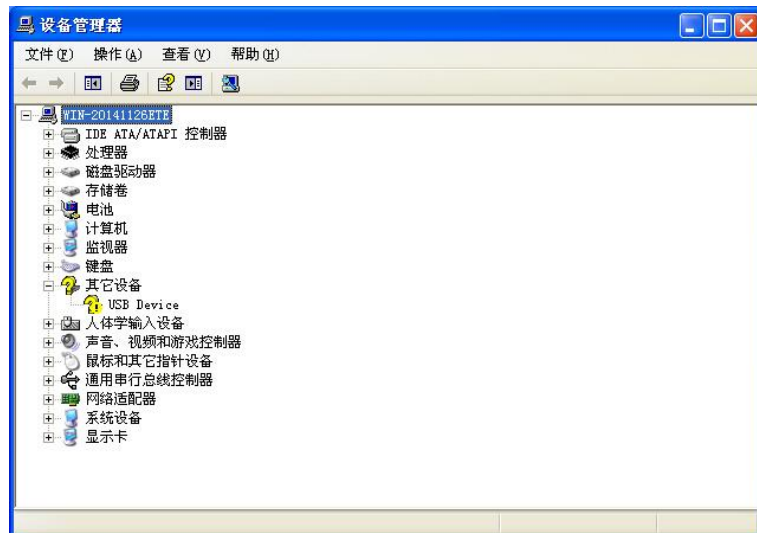 设备管理器
文件(F) 操作(A) 查看(V) 帮助(H)
WIN-20141126ETE
IDE ATA/ATAPI 控制器
处理器
磁盘驱动器
存储卷
电池
计算机
监视器
键盘
其它设备
USB Device
人体学输入设备
声音、视频和游戏控制器
鼠标和其它指针设备
通用串行总线控制器
网络适配器
系统设备
显示卡